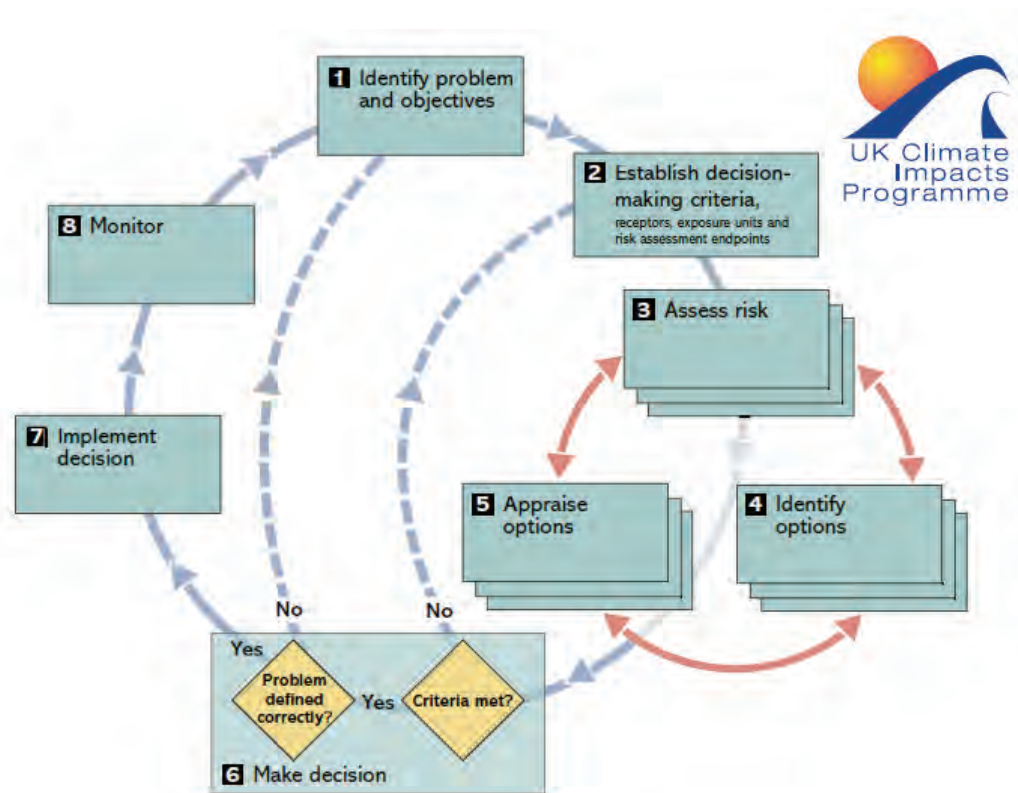 1 Identify problem
and objectives
UK Climate
Impacts
Programme
2 Establish decision-
making criteria,
receptors, exposure units and
risk assessment endpoints
8 Monitor
3 Assess risk
7 Implement
decision
5 Appraise
options
4 Identify
options
No
No
Yes
Problem
defined
correctly?
Yes
Criteria met?
6 Make decision